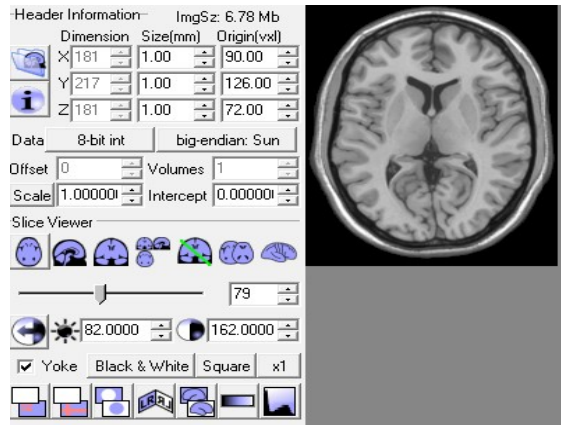 Header Information ImgSz: 6.78 Mb
Dimension Size(mm) Origin(vxl)
X 181 1.00 90.00
Y 217 1.00 126.00
Z 181 1.00 72.00
Data 8-bit int big-endian: Sun
Offset 0 Volumes 1
Scale 1.00000 Intercept 0.00000
Slice Viewer
79
82.0000 162.0000
Yoke Black & White Square x1
L R R J